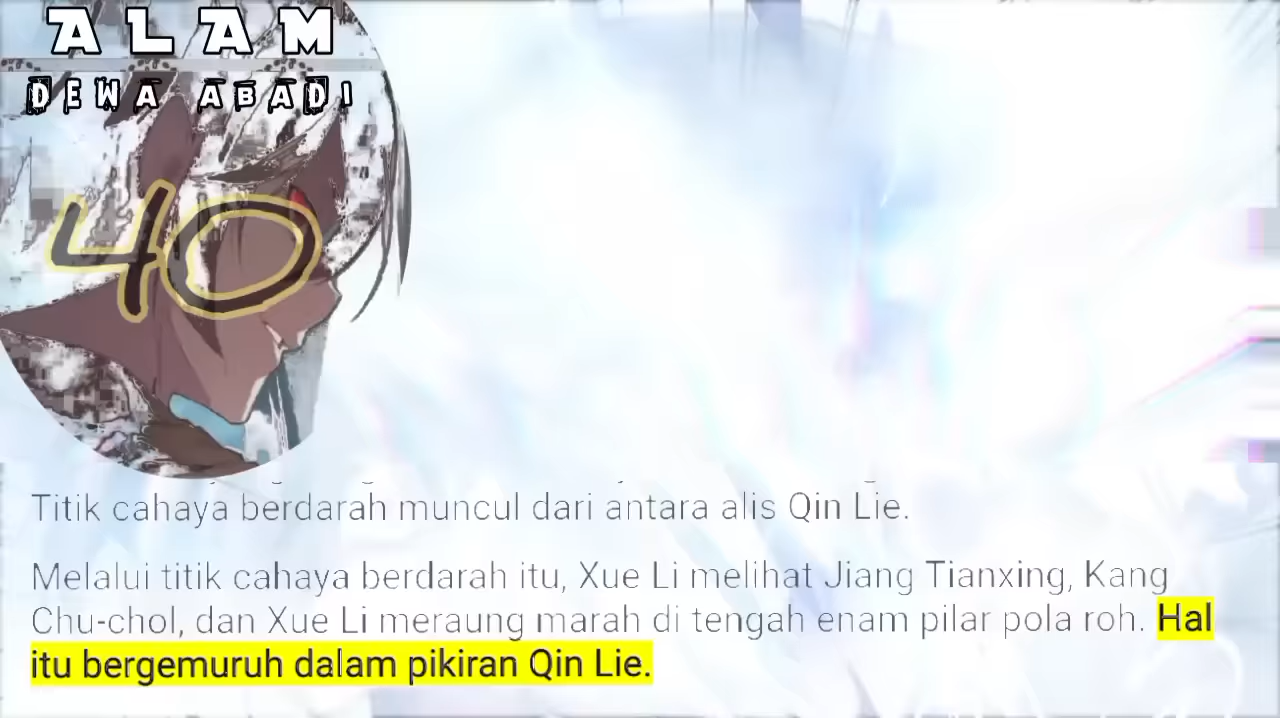 ALAM
DEWA ABADI
40
Titik cahaya berdarah muncul dari antara alis Qin Lie.
Melalui titik cahaya berdarah itu, Xue Li melihat Jiang Tianxing, Kang
Chu-chol, dan Xue Li meraung marah di tengah enam pilar pola roh. Hal
itu bergemuruh dalam pikiran Qin Lie.